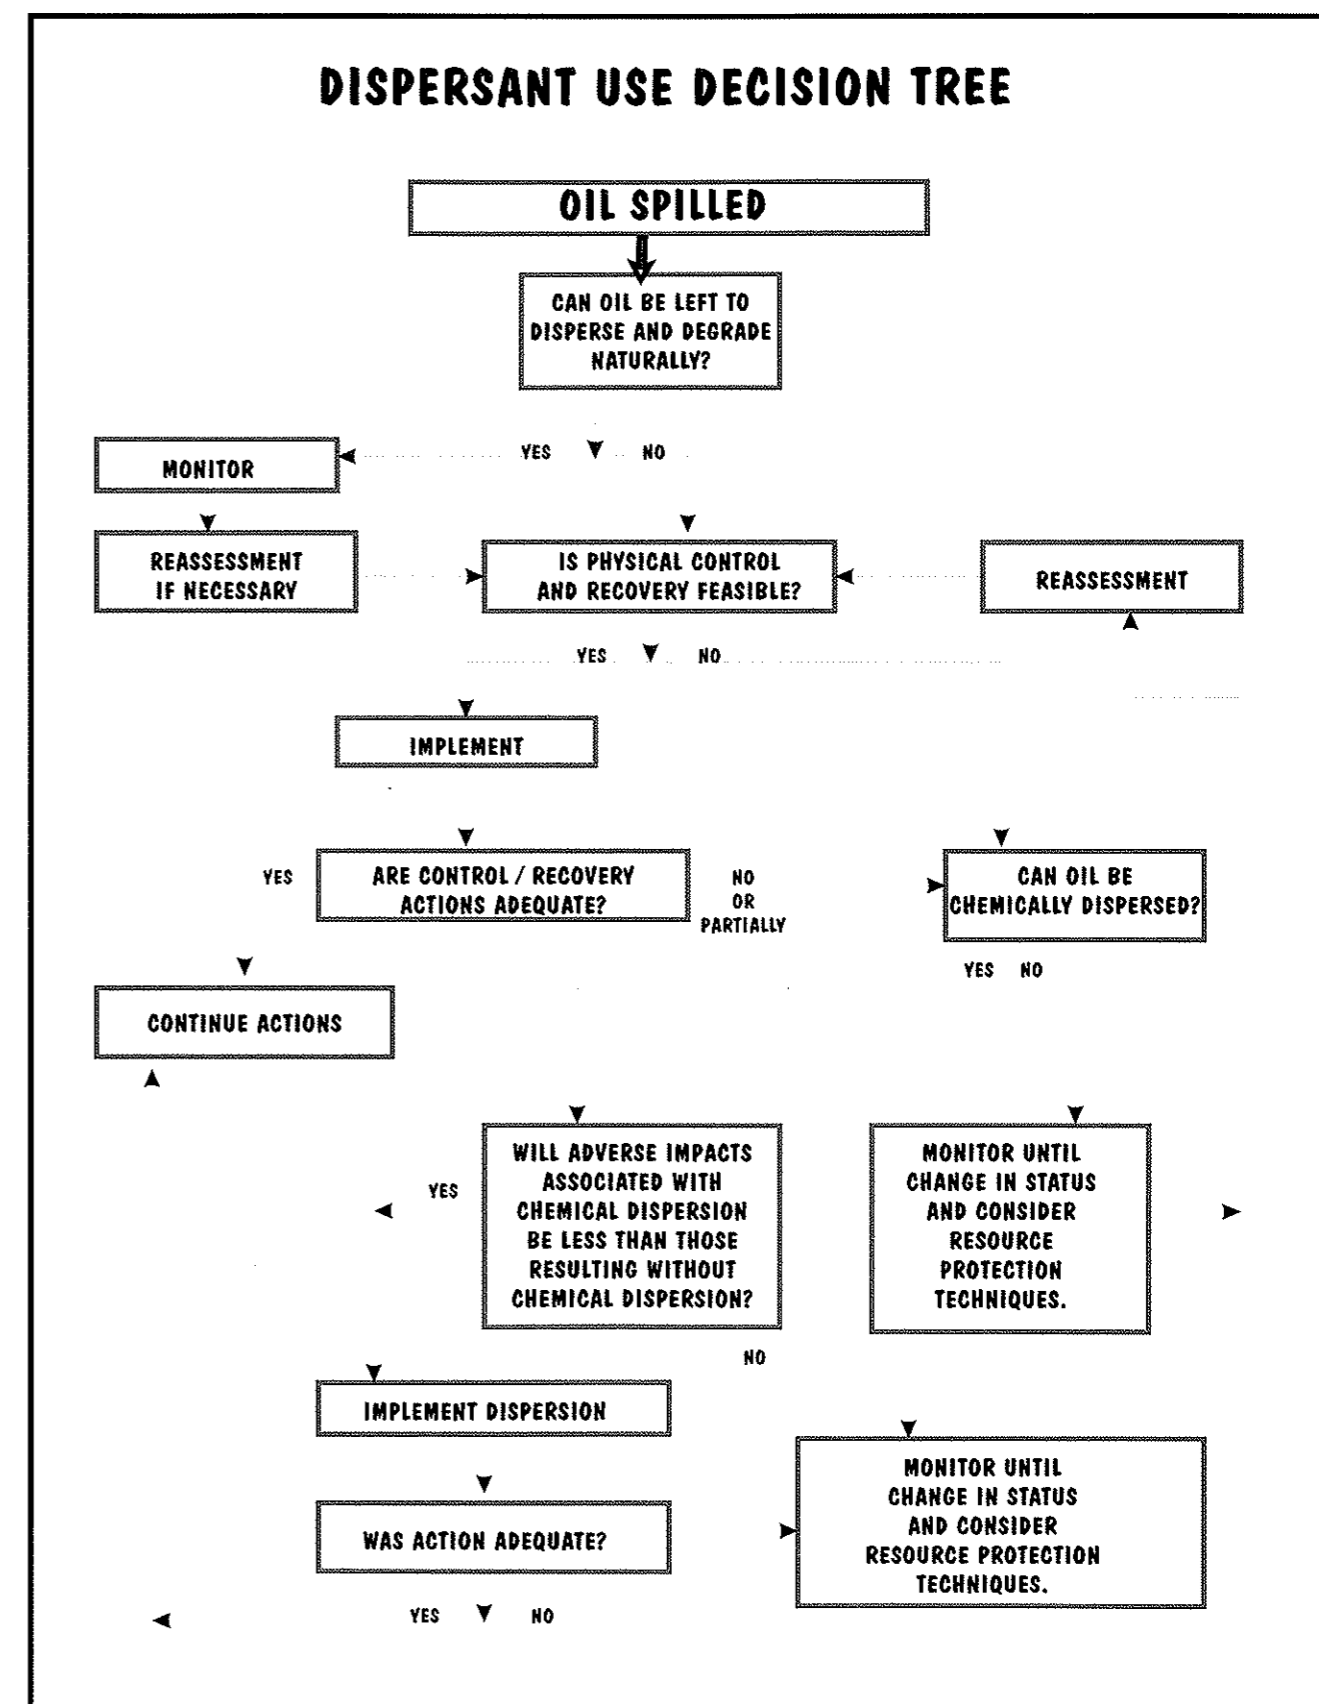 DISPERSANT USE DECISION TREE
OIL SPILLED
CAN OIL BE LEFT TO
DISPERSE AND DEGRADE
NATURALLY?
YES NO
MONITOR
REASSESSMENT
IF NECESSARY
IS PHYSICAL CONTROL
AND RECOVERY FEASIBLE?
REASSESSMENT
YES NO
IMPLEMENT
YES
ARE CONTROL / RECOVERY
ACTIONS ADEQUATE?
NO
OR
PARTIALLY
CAN OIL BE
CHEMICALLY DISPERSED?
YES NO
CONTINUE ACTIONS
YES
WILL ADVERSE IMPACTS
ASSOCIATED WITH
CHEMICAL DISPERSION
BE LESS THAN THOSE
RESULTING WITHOUT
CHEMICAL DISPERSION?
NO
MONITOR UNTIL
CHANGE IN STATUS
AND CONSIDER
RESOURCE
PROTECTION
TECHNIQUES.
IMPLEMENT DISPERSION
WAS ACTION ADEQUATE?
YES NO
MONITOR UNTIL
CHANGE IN STATUS
AND CONSIDER
RESOURCE PROTECTION
TECHNIQUES.